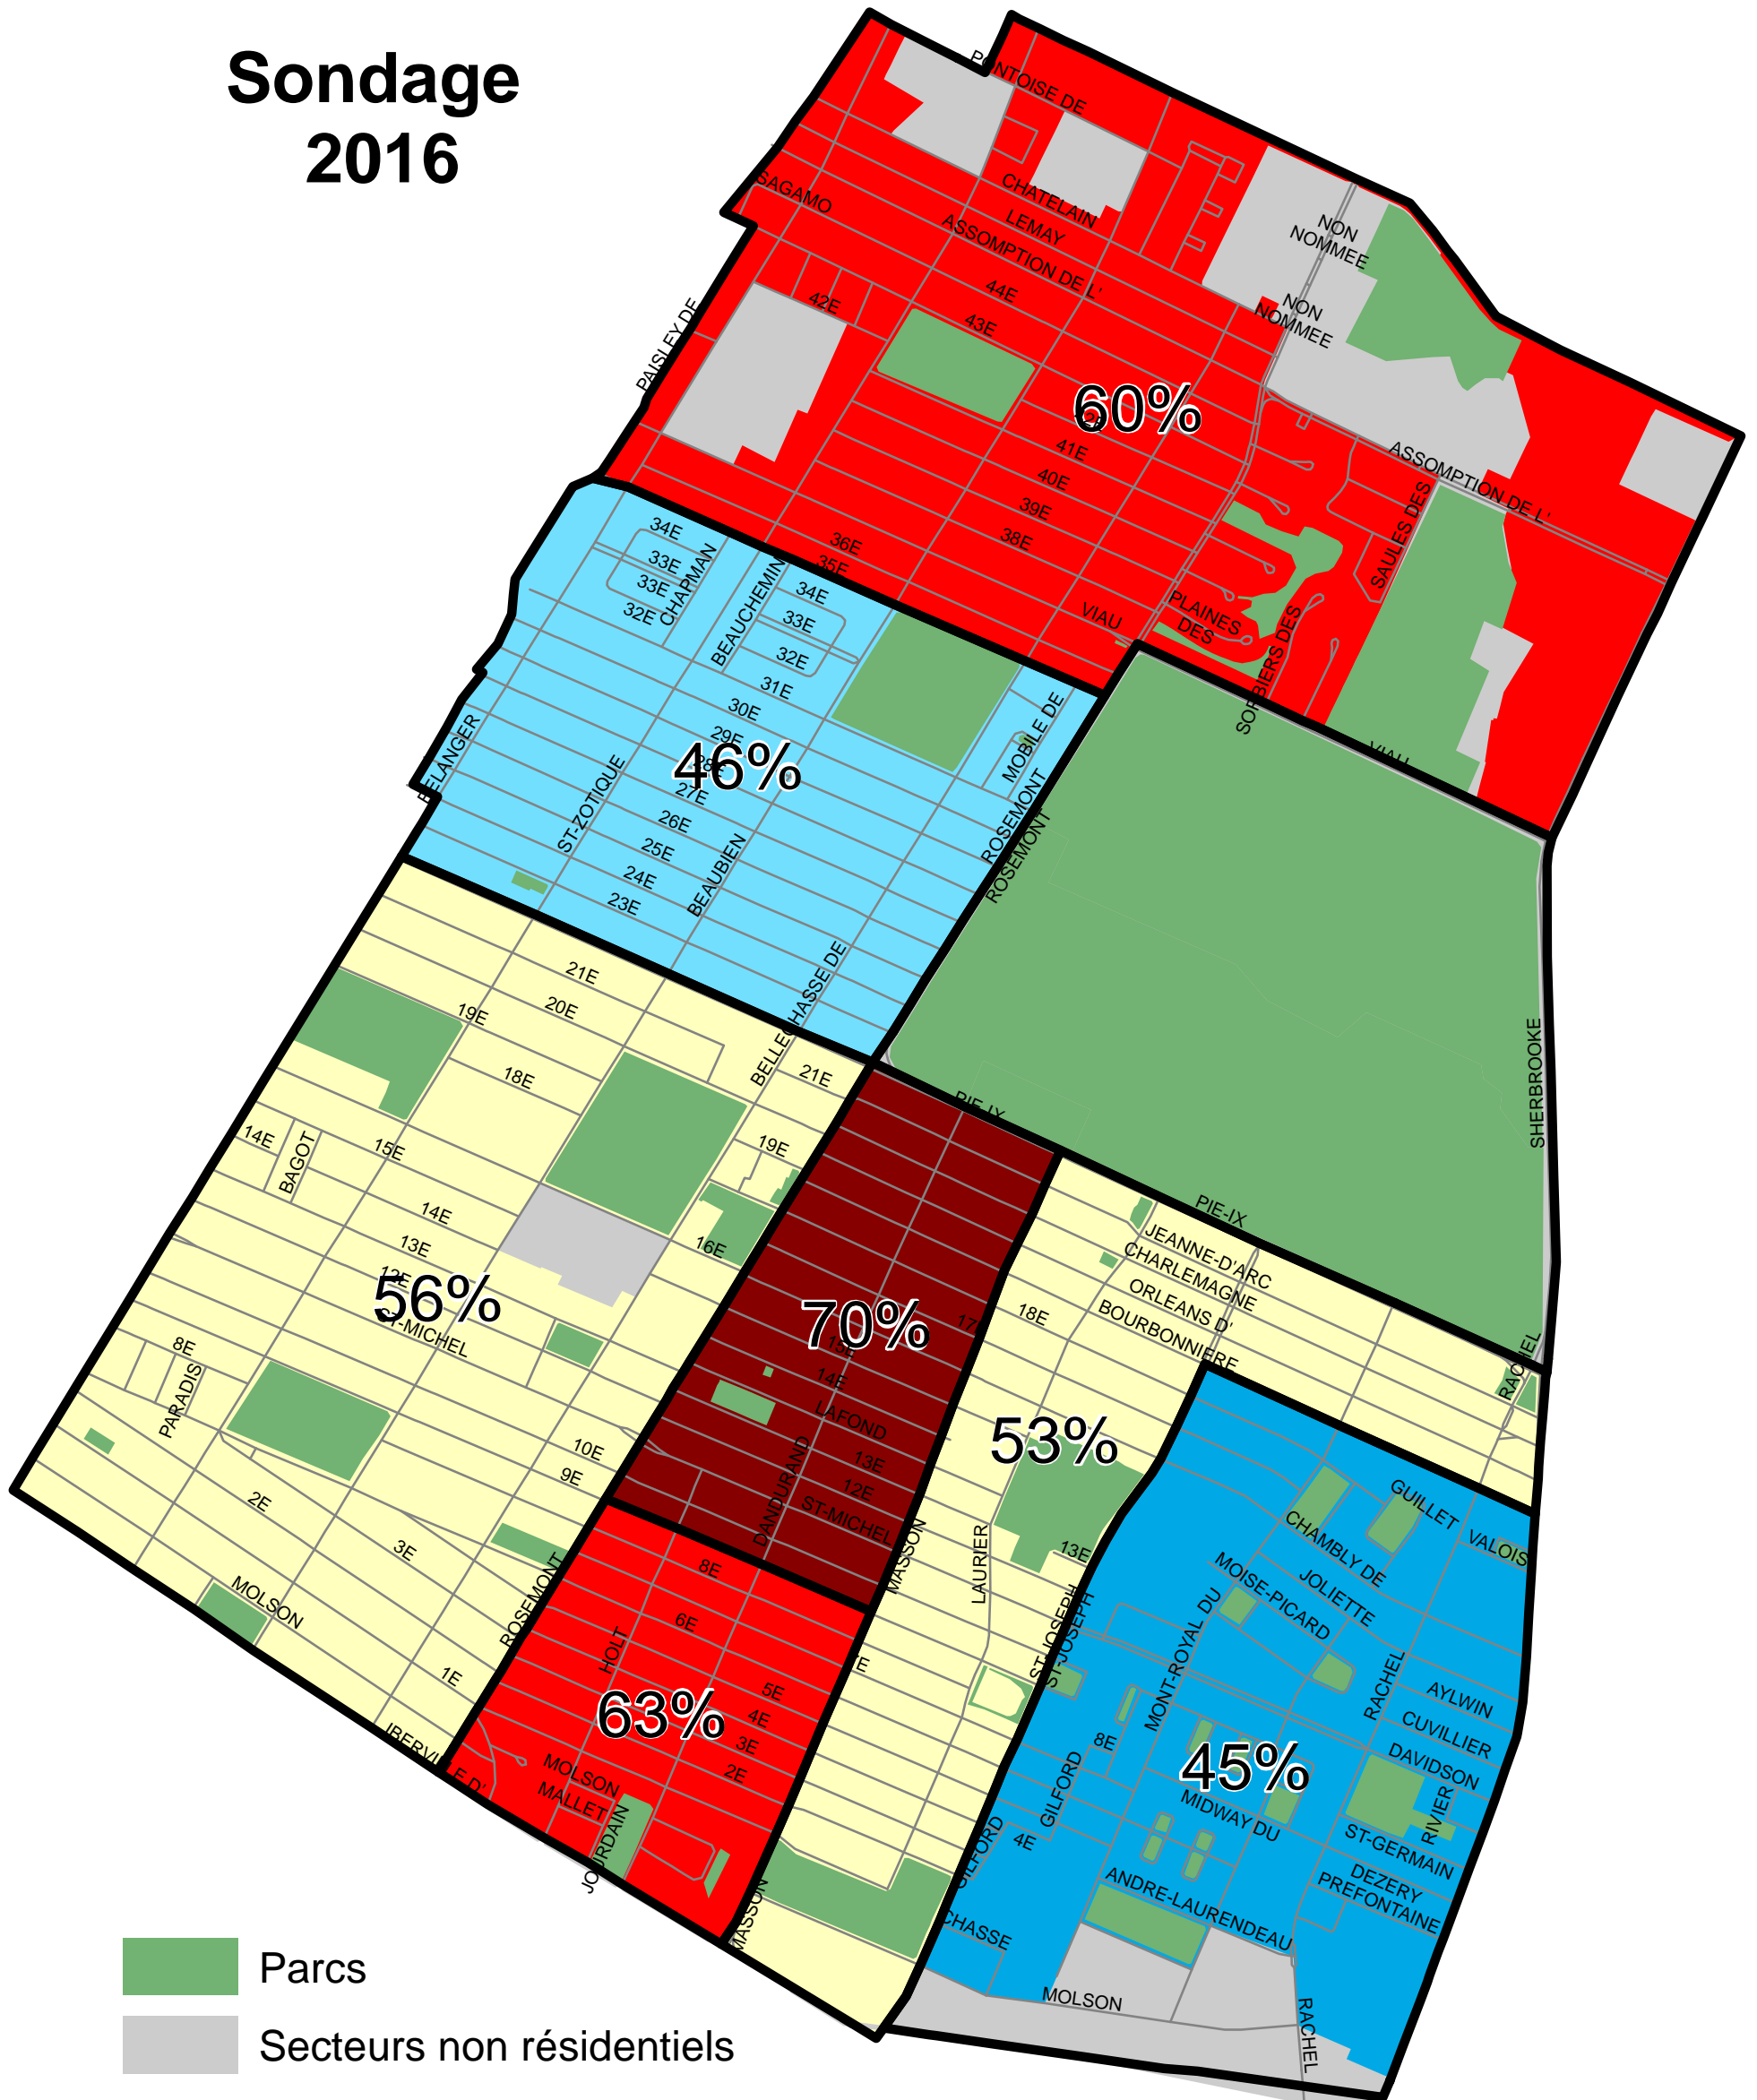 Sondage
2016
PONTOISE DE
CHATELAIN
LEMAY
SAGAMO
ASSOMPTION DE L'
NON
NOMMEE
NON
NOMMEE
44E
43E
42E
PAISLEY DE
60%
42E
41E
40E
39E
38E
ASSOMPTION DE L'
SAULES DES
36E
35E
VIAU
PLAINES
DES
SORBIERS DES
VIAU
34E
33E
33E
32E
CHAPMAN
BEAUCHEMIN
34E
33E
32E
31E
30E
29E
28E
46%
27E
26E
25E
24E
23E
BELANGER
ST-ZOTIQUE
BEAUBIEN
MOBILE DE
ROSEMONT
ROSEMONT
BELLECHASSE DE
SHERBROOKE
21E
20E
19E
18E
21E
19E
PIE-IX
PIE-IX
14E
BAGOT
15E
14E
13E
12E
56%
ST-MICHEL
16E
8E
PARADIS
10E
9E
2E
3E
MOLSON
1E
ROSEMONT
IBERVILLE D'
70%
17
15E
14E
LAFOND
13E
12E
ST-MICHEL
DANDURAND
MASSON
JEANNE-D'ARC
CHARLEMAGNE
ORLEANS D'
BOURBONNIERE
18E
RACHEL
53%
LAURIER
13E
ST-JOSEPH
ST-JOSEPH
GUILLET
VALOIS
CHAMBLY DE
JOLIETTE
MOISE-PICARD
MONT-ROYAL DU
RACHEL
AYLWIN
CUVILLIER
DAVIDSON
RIVIER
8E
GILFORD
45%
MIDWAY DU
ST-GERMAIN
DEZERY
PREFONTAINE
4E
GILFORD
ANDRE-LAURENDEAU
CHASSE
MOLSON
RACHEL
8E
6E
HOLT
63%
5E
4E
3E
2E
MOLSON
MALLET
JOURDAIN
MASSON
Parcs
Secteurs non résidentiels